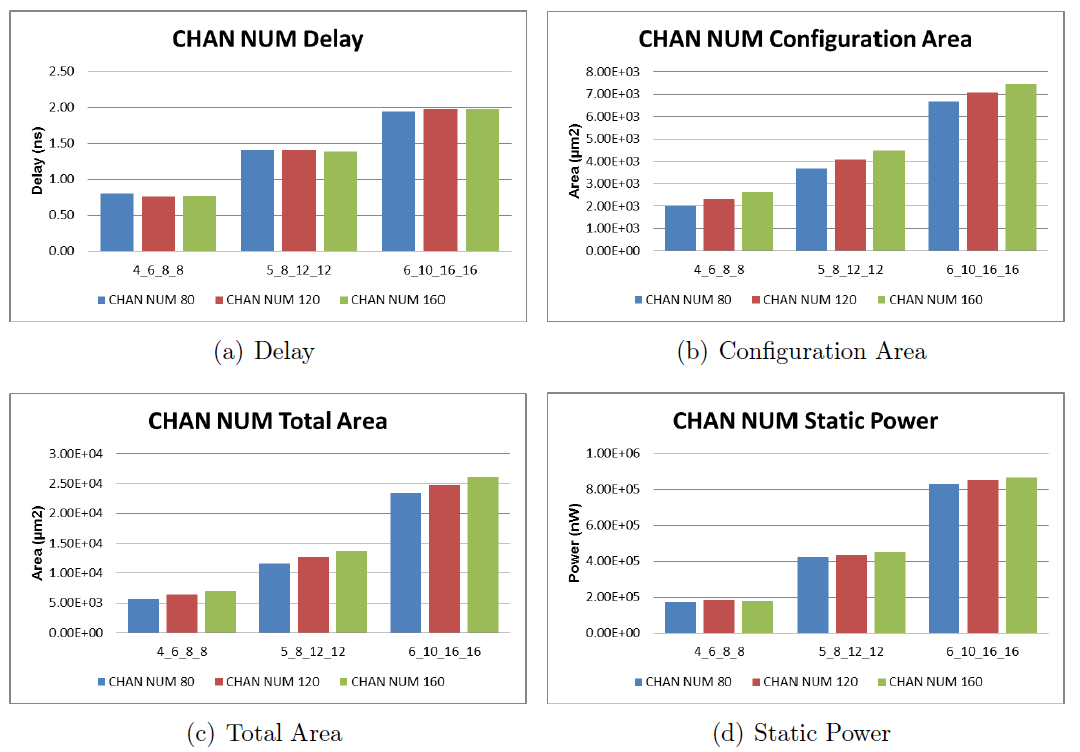 CHAN NUM Delay
Delay (ns)
2.50
2.00
1.50
1.00
0.50
0.00
4_6_8_8 5_8_12_12 6_10_16_16
CHAN NUM 80 CHAN NUM 120 CHAN NUM 160
(a) Delay
CHAN NUM Configuration Area
Area (µm2)
8.00E+03
7.00E+03
6.00E+03
5.00E+03
4.00E+03
3.00E+03
2.00E+03
1.00E+03
0.00E+00
4_6_8_8 5_8_12_12 6_10_16_16
CHAN NUM 80 CHAN NUM 120 CHAN NUM 160
(b) Configuration Area
CHAN NUM Total Area
Area (µm2)
3.00E+04
2.50E+04
2.00E+04
1.50E+04
1.00E+04
5.00E+03
0.00E+00
4_6_8_8 5_8_12_12 6_10_16_16
CHAN NUM 80 CHAN NUM 120 CHAN NUM 160
(c) Total Area
CHAN NUM Static Power
Power (nW)
1.00E+06
8.00E+05
6.00E+05
4.00E+05
2.00E+05
0.00E+00
4_6_8_8 5_8_12_12 6_10_16_16
CHAN NUM 80 CHAN NUM 120 CHAN NUM 160
(d) Static Power